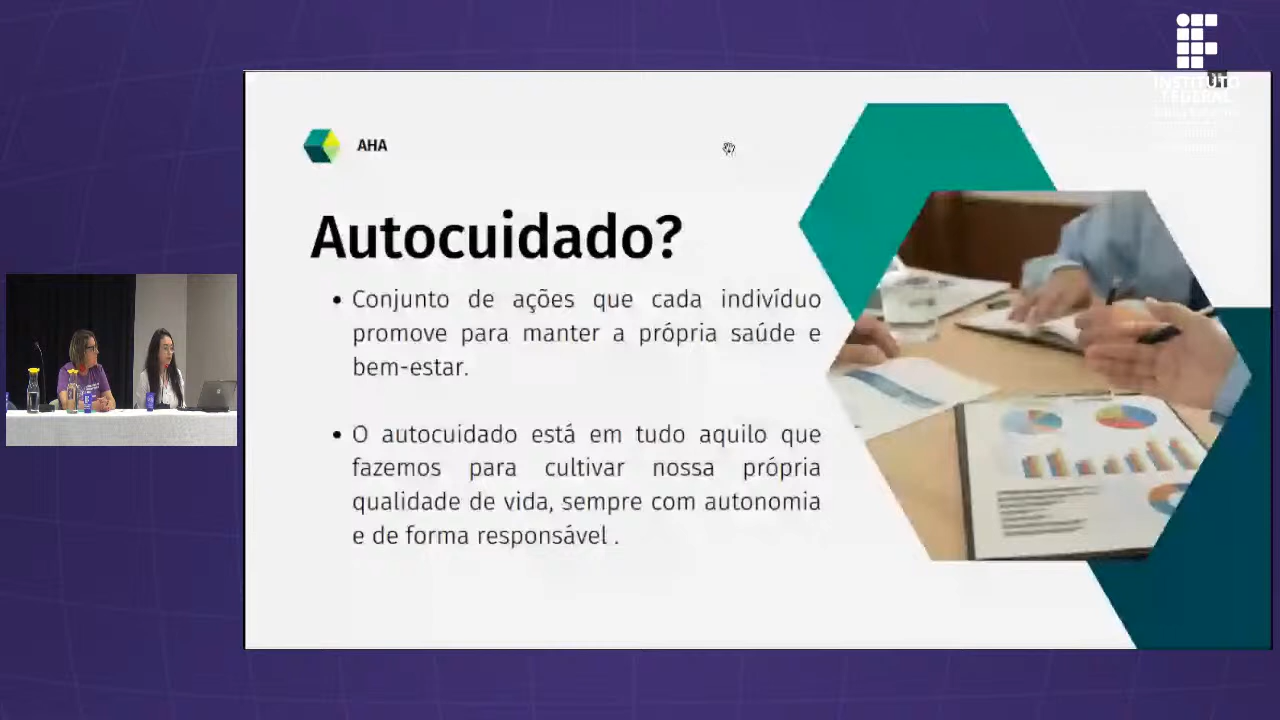 INSTITUTO
FEDERAL
AHA
Autocuidado?
• Conjunto de ações que cada indivíduo
promove para manter a própria saúde e
bem-estar.
• O autocuidado está em tudo aquilo que
fazemos para cultivar nossa própria
qualidade de vida, sempre com autonomia
e de forma responsável .